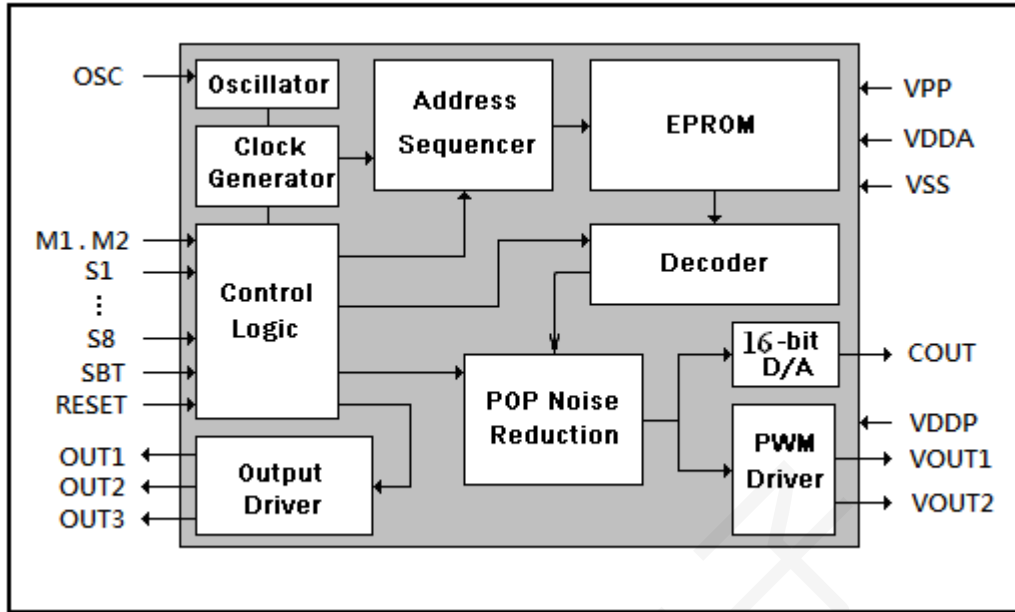 OSC
M1 . M2
S1
⋮
S8
SBT
RESET
OUT1
OUT2
OUT3
Oscillator
Clock
Generator
Control
Logic
Output
Driver
Address
Sequencer
EPROM
Decoder
POP Noise
Reduction
16-bit
D/A
PWM
Driver
VPP
VDDA
VSS
COUT
VDDP
VOUT1
VOUT2